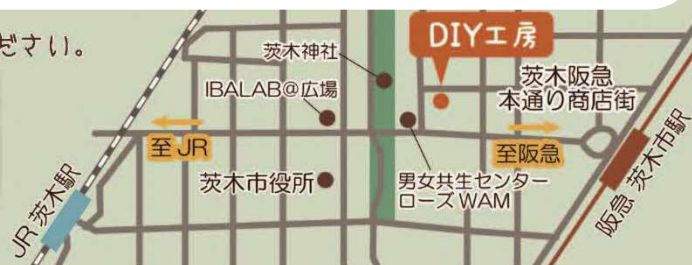 ださい。
DIY工房
茨木神社
IBALAB@広場
茨木阪急
本通り商店街
至JR
至阪急
茨木市役所
男女共生センター
ローズWAM
JR 茨木駅
阪急 茨木市駅